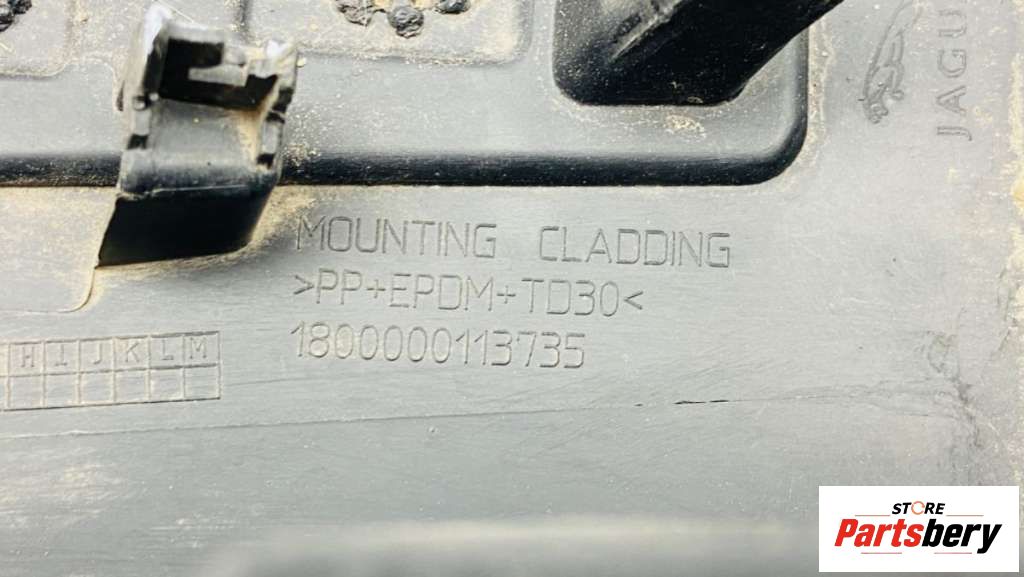 JAGU
MOUNTING CLADDING
>PP+EPDM+TD30<
1800000113735
H I J K L M
STORE
Partsbery